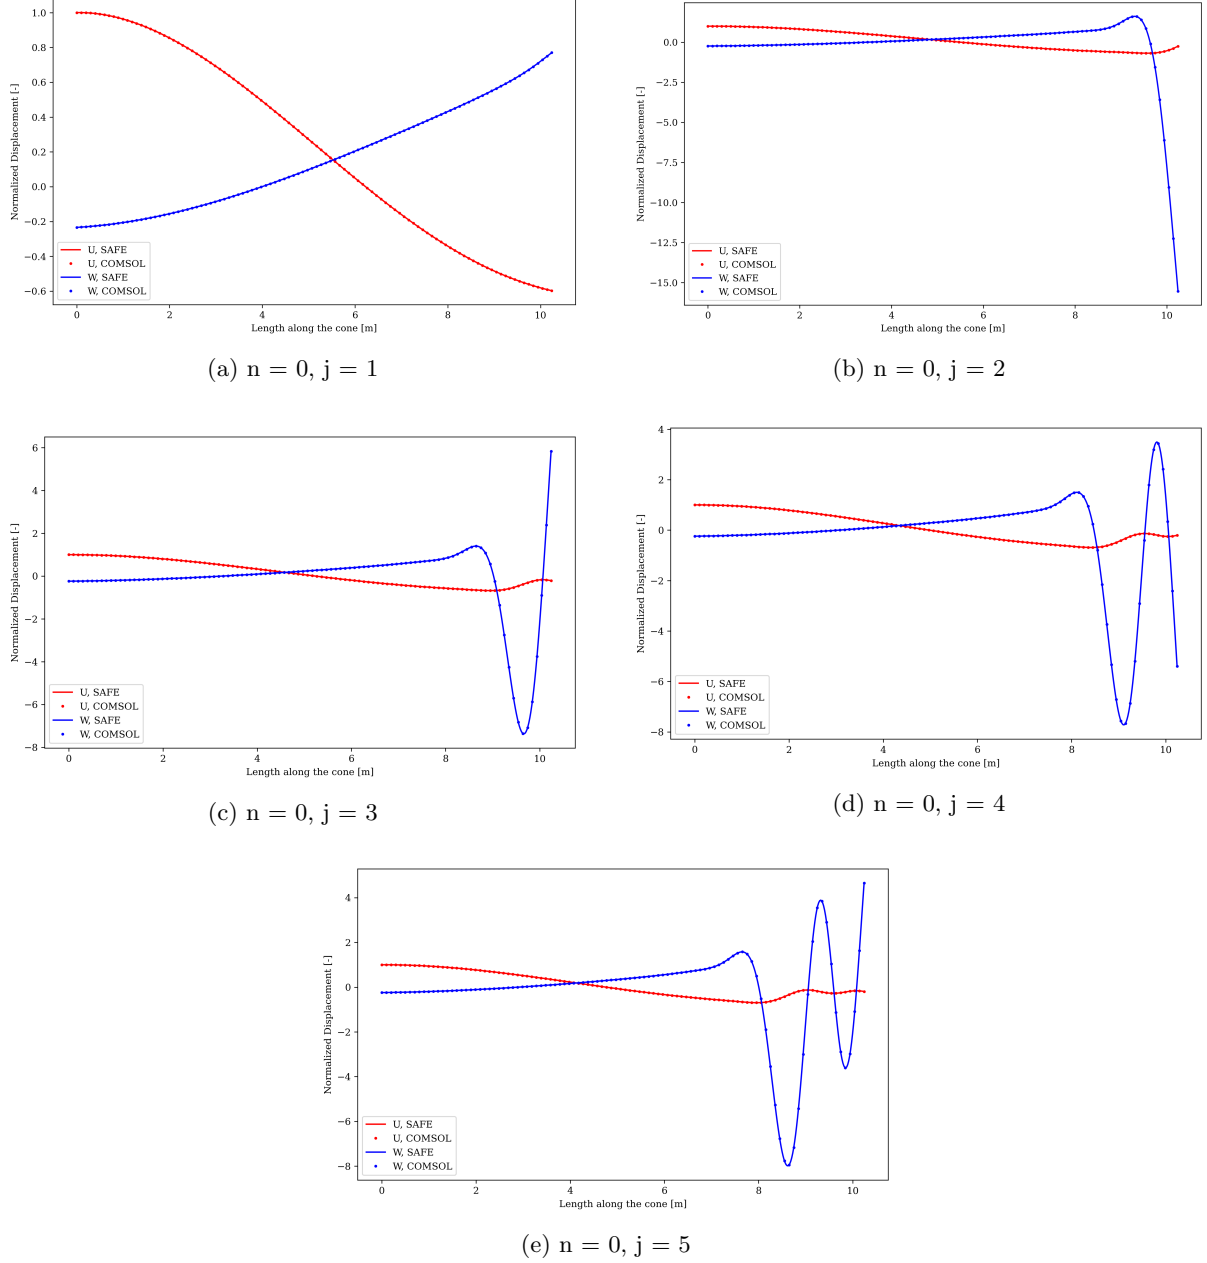 1.0
0.8
0.6
0.4
0.2
0.0
−0.2
−0.4
−0.6
Normalized Displacement [-]
U, SAFE
U, COMSOL
W, SAFE
W, COMSOL
0 2 4 6 8 10
Length along the cone [m]
(a) n = 0, j = 1
0.0
−2.5
−5.0
−7.5
−10.0
−12.5
−15.0
Normalized Displacement [-]
U, SAFE
U, COMSOL
W, SAFE
W, COMSOL
0 2 4 6 8 10
Length along the cone [m]
(b) n = 0, j = 2
6
4
2
0
−2
−4
−6
−8
Normalized Displacement [-]
U, SAFE
U, COMSOL
W, SAFE
W, COMSOL
0 2 4 6 8 10
Length along the cone [m]
(c) n = 0, j = 3
4
2
0
−2
−4
−6
−8
Normalized Displacement [-]
U, SAFE
U, COMSOL
W, SAFE
W, COMSOL
0 2 4 6 8 10
Length along the cone [m]
(d) n = 0, j = 4
4
2
0
−2
−4
−6
−8
Normalized Displacement [-]
U, SAFE
U, COMSOL
W, SAFE
W, COMSOL
0 2 4 6 8 10
Length along the cone [m]
(e) n = 0, j = 5